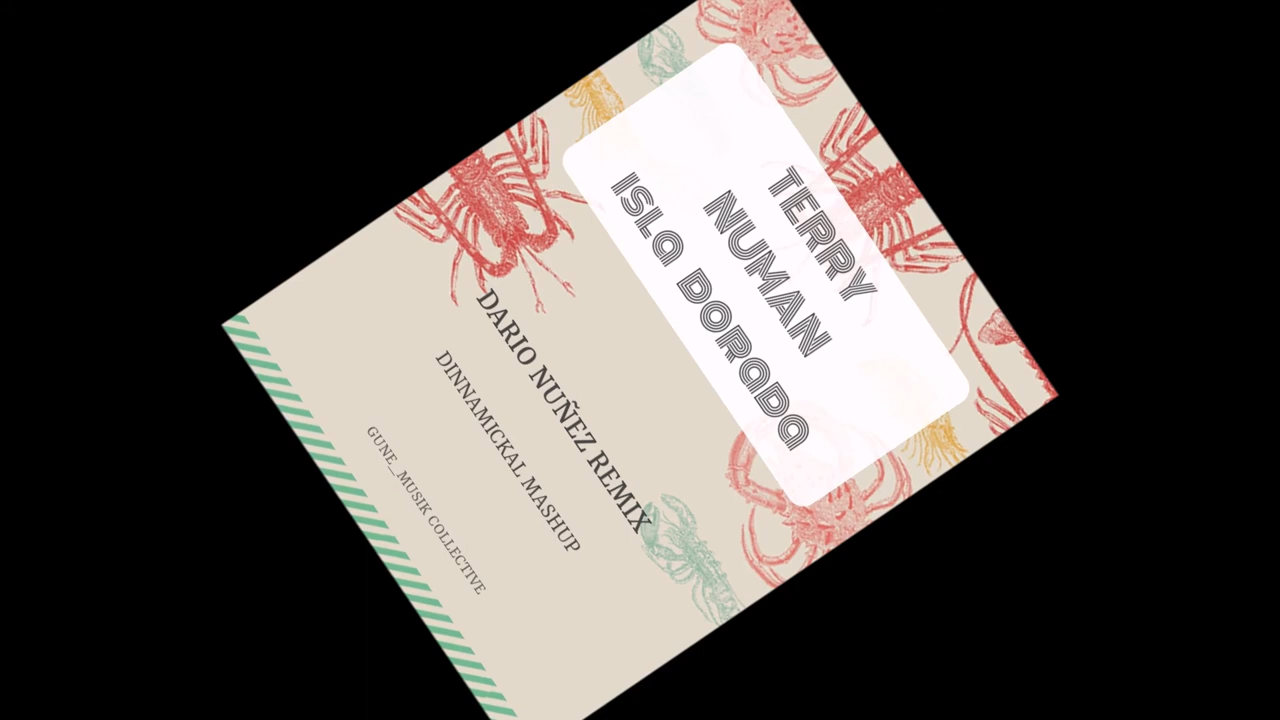 TERRY
NUMAN
ISLA DORADA
DARIO NUÑEZ REMIX
DINNAMICKAL MASHUP
GUNE_MUSIK COLLECTIVE